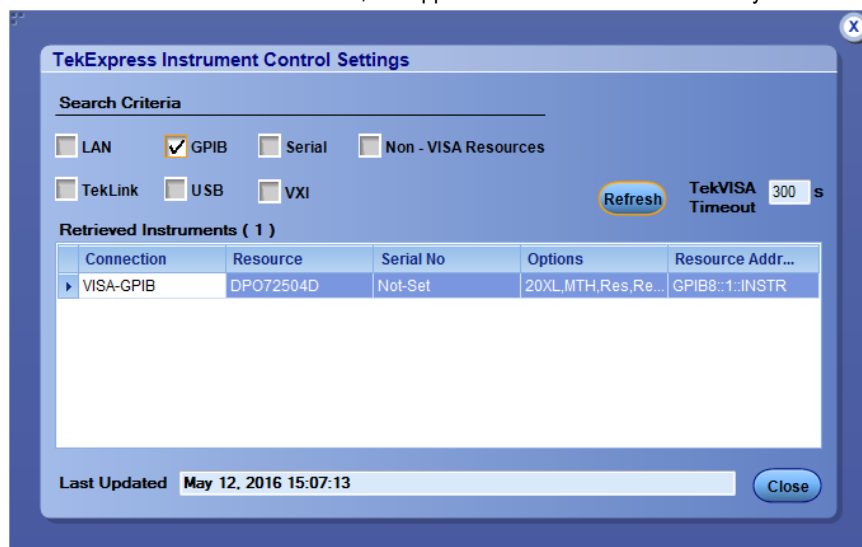 X
TekExpress Instrument Control Settings
Search Criteria
LAN GPIB Serial Non - VISA Resources
TekLink USB VXI
Refresh TekVISA Timeout 300 s
Retrieved Instruments ( 1 )
Connection Resource Serial No Options Resource Addr...
VISA-GPIB DPO72504D Not-Set 20XL,MTH,Res,Re... GPIB8::1::INSTR
Last Updated May 12, 2016 15:07:13
Close